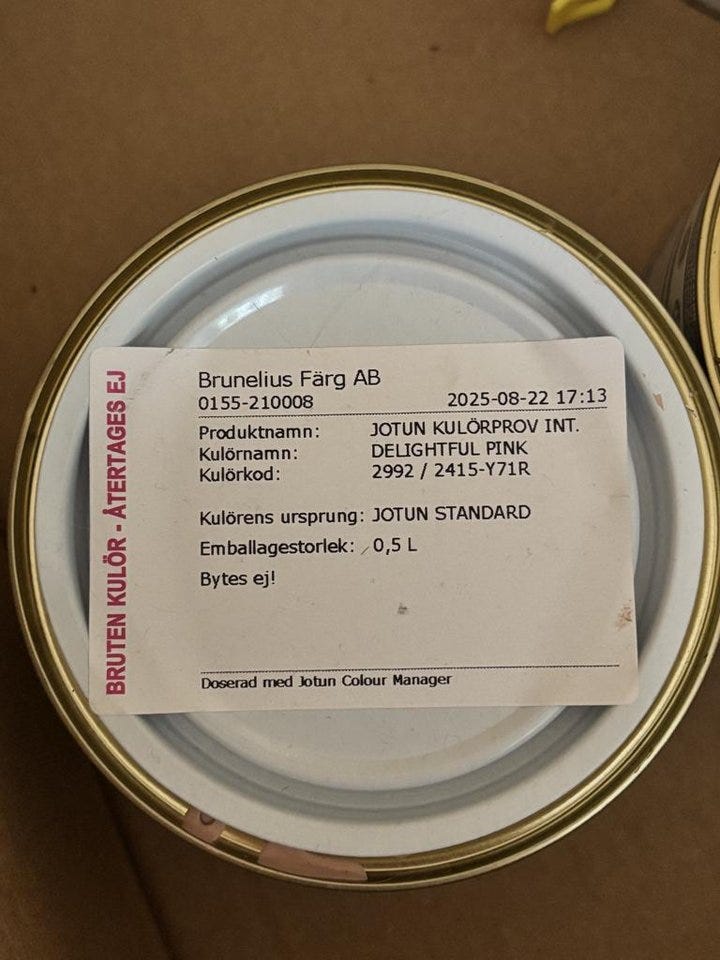 BRUTEN KULÖR - ÅTERTAGES EJ
Brunelius Färg AB
0155-210008 2025-08-22 17:13
Produktnamn: JOTUN KULÖRPROV INT.
Kulörnamn: DELIGHTFUL PINK
Kulörkod: 2992 / 2415-Y71R
Kulörens ursprung: JOTUN STANDARD
Emballagestorlek: 0,5 L
Bytes ej!
Doserad med Jotun Colour Manager